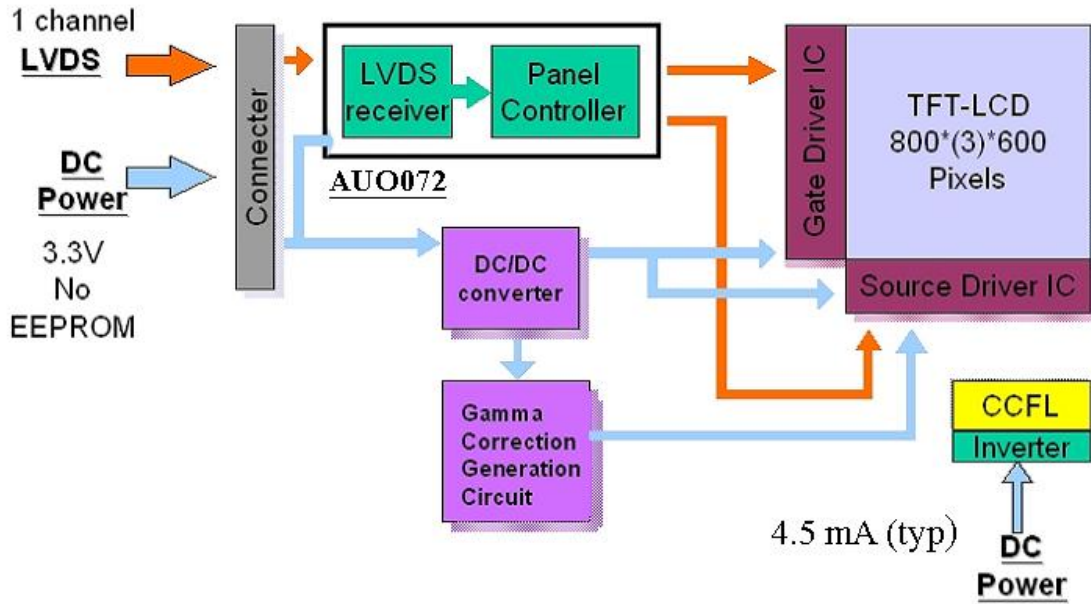 1 channel
LVDS
DC
Power
3.3V
No
EEPROM
Connecter
LVDS
receiver
Panel
Controller
AUO072
DC/DC
converter
Gamma
Correction
Generation
Circuit
Gate Driver IC
TFT-LCD
800*(3)*600
Pixels
Source Driver IC
CCFL
Inverter
4.5 mA (typ)
DC
Power